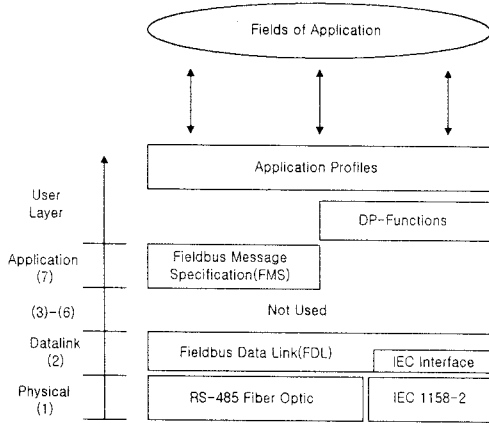 Fields of Application
Application Profiles
User
Layer
DP-Functions
Application
(7)
Fieldbus Message
Specification(FMS)
(3)-(6)
Not Used
Datalink
(2)
Fieldbus Data Link(FDL)
IEC Interface
Physical
(1)
RS-485 Fiber Optic
IEC 1158-2